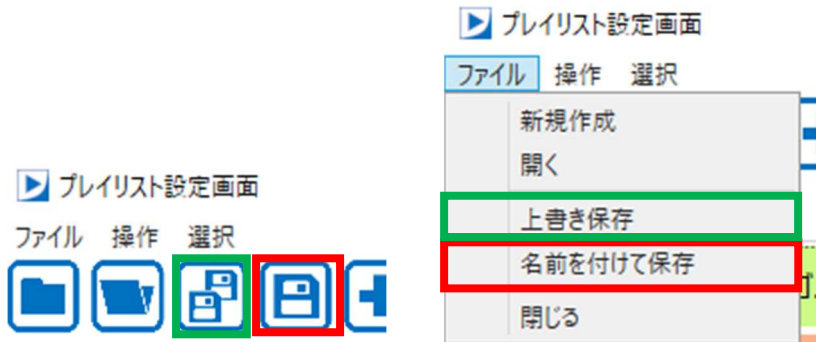 プレイリスト設定画面
ファイル 操作 選択
プレイリスト設定画面
ファイル 操作 選択
新規作成
開く
上書き保存
名前を付けて保存
閉じる